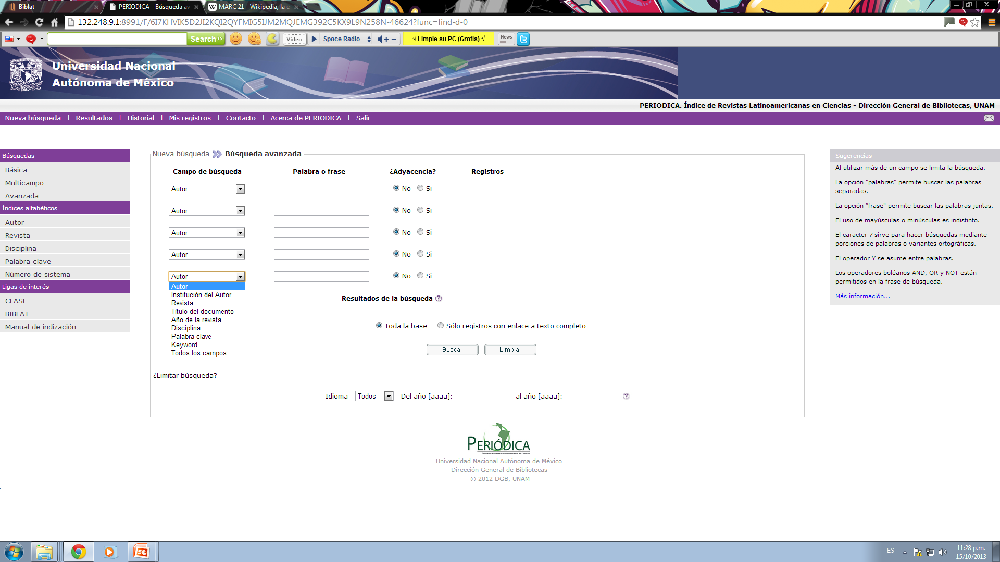 Biblat
PERIODICA - Búsqueda av
MARC 21 - Wikipedia, la e
132.248.9.1:8991/F/6I7KHVIK5D2JI2KQI2QYFMIG5IJM2MQJEMG392C5KX9L9N258N-46624?func=find-d-0
Search >>
Video
Space Radio
√ Limpie su PC (Gratis) √
News
Universidad Nacional
Autónoma de México
PERIODICA. Índice de Revistas Latinoamericanas en Ciencias - Dirección General de Bibliotecas, UNAM
Nueva búsqueda | Resultados | Historial | Mis registros | Contacto | Acerca de PERIODICA | Salir
Búsquedas
Básica
Multicampo
Avanzada
Índices alfabéticos
Autor
Revista
Disciplina
Palabra clave
Número de sistema
Ligas de interés
CLASE
BIBLAT
Manual de indización
Nueva búsqueda Búsqueda avanzada
Campo de búsqueda Palabra o frase ¿Adyacencia? Registros
Autor No Si
Autor No Si
Autor No Si
Autor No Si
Autor No Si
Autor
Institución del Autor
Revista
Título del documento
Año de la revista
Disciplina
Palabra clave
Keyword
Todos los campos
Resultados de la búsqueda ?
Toda la base Sólo registros con enlace a texto completo
Buscar Limpiar
¿Limitar búsqueda?
Idioma Todos Del año [aaaa]: al año [aaaa]: ?
Sugerencias
Al utilizar más de un campo se limita la búsqueda.
La opción "palabras" permite buscar las palabras
separadas.
La opción "frase" permite buscar las palabras juntas.
El uso de mayúsculas o minúsculas es indistinto.
El caracter ? sirve para hacer búsquedas mediante
porciones de palabras o variantes ortográficas.
El operador Y se asume entre palabras.
Los operadores boléanos AND, OR y NOT están
permitidos en la frase de búsqueda.
Más información...
PERIÓDICA
Índice de Revistas Latinoamericanas en Ciencias
Universidad Nacional Autónoma de México
Dirección General de Bibliotecas
© 2012 DGB, UNAM
ES
11:28 p.m.
15/10/2013